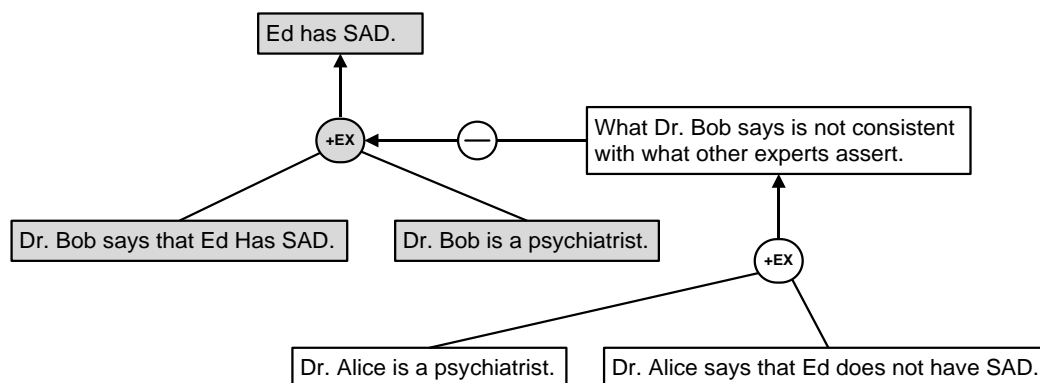 Ed has SAD.
+EX
What Dr. Bob says is not consistent
with what other experts assert.
Dr. Bob says that Ed Has SAD.
Dr. Bob is a psychiatrist.
+EX
Dr. Alice is a psychiatrist.
Dr. Alice says that Ed does not have SAD.